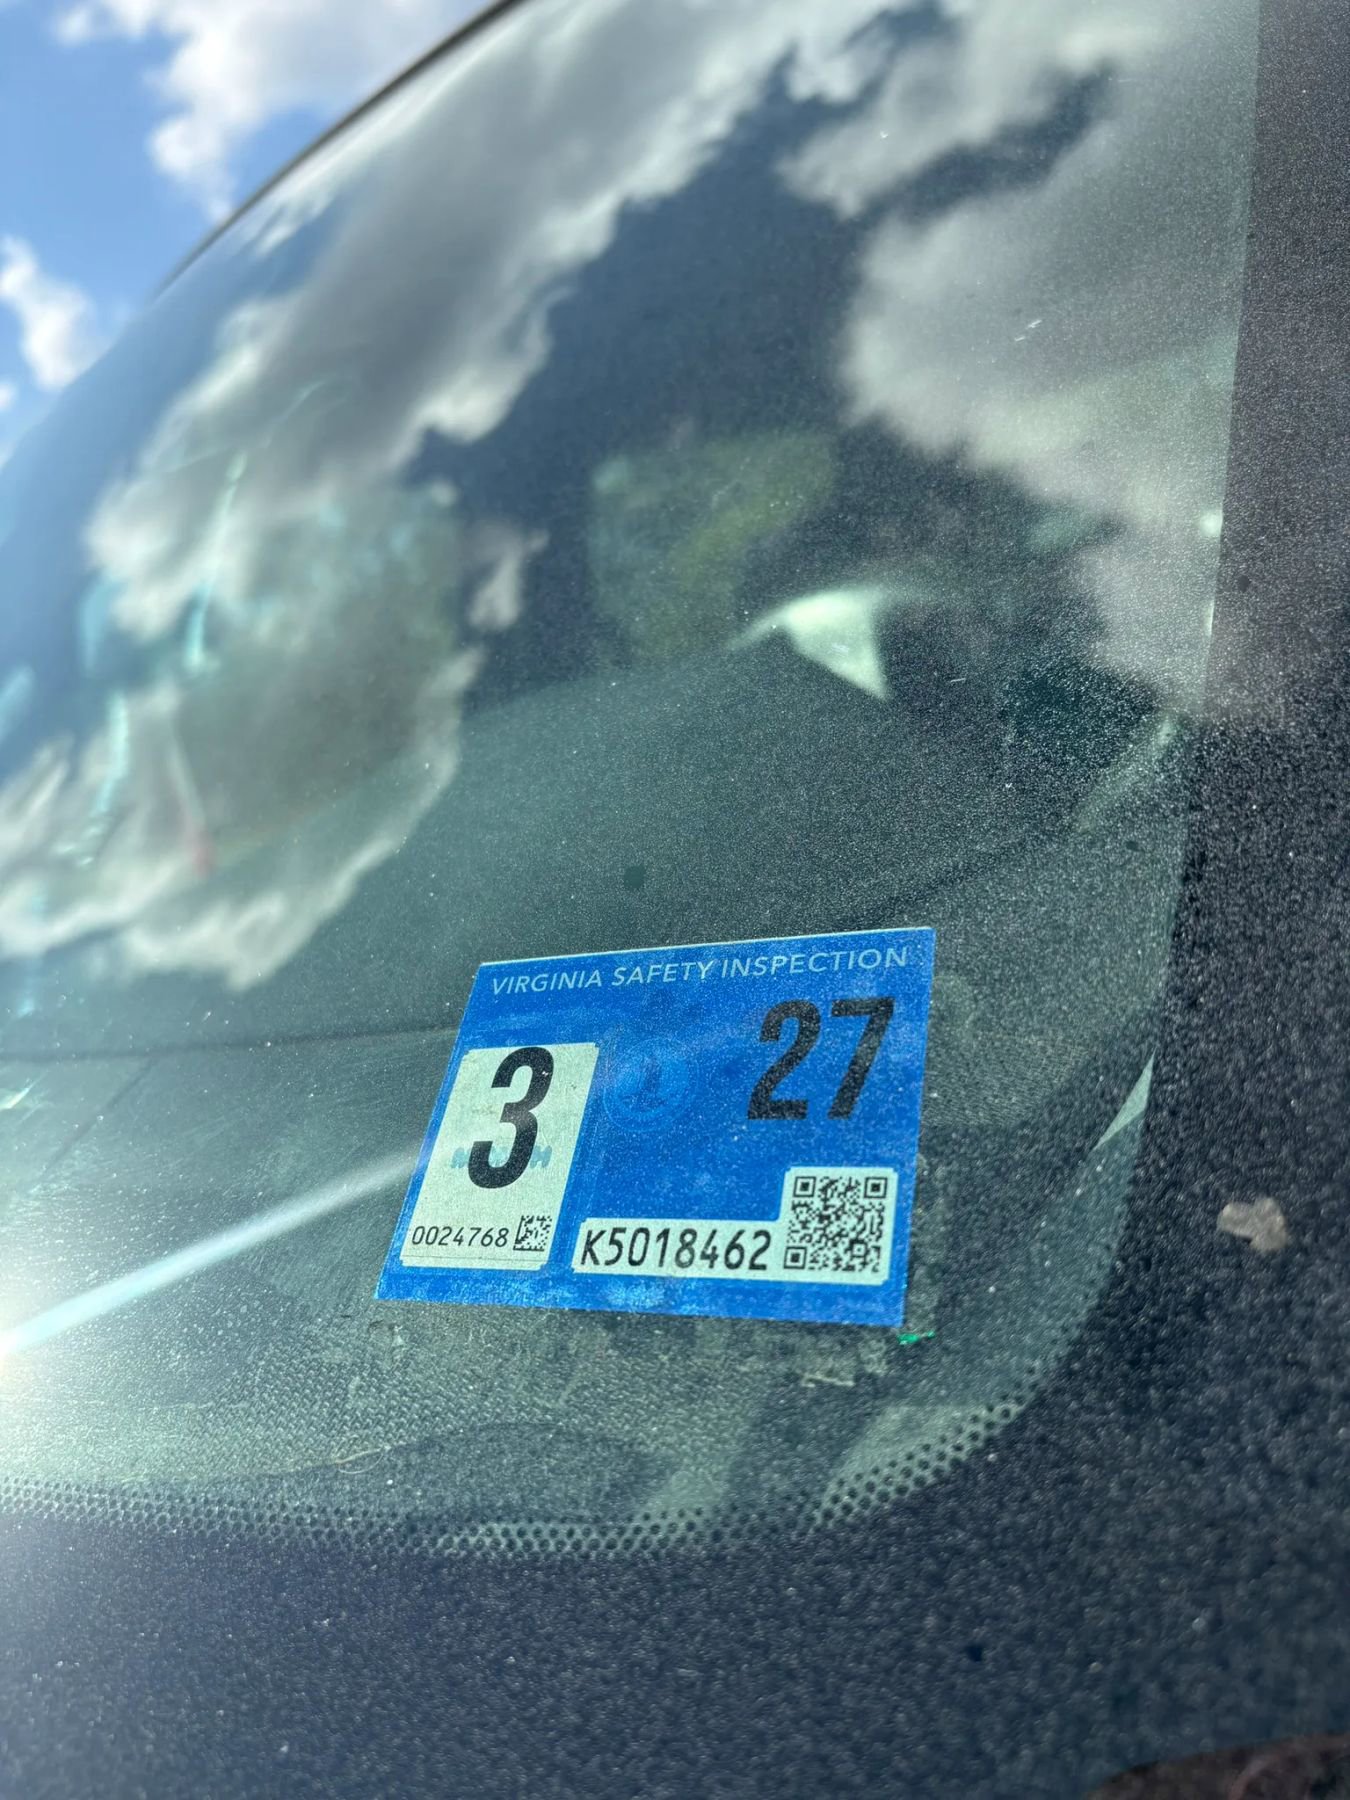 VIRGINIA SAFETY INSPECTION
3
27
0024768
K5018462